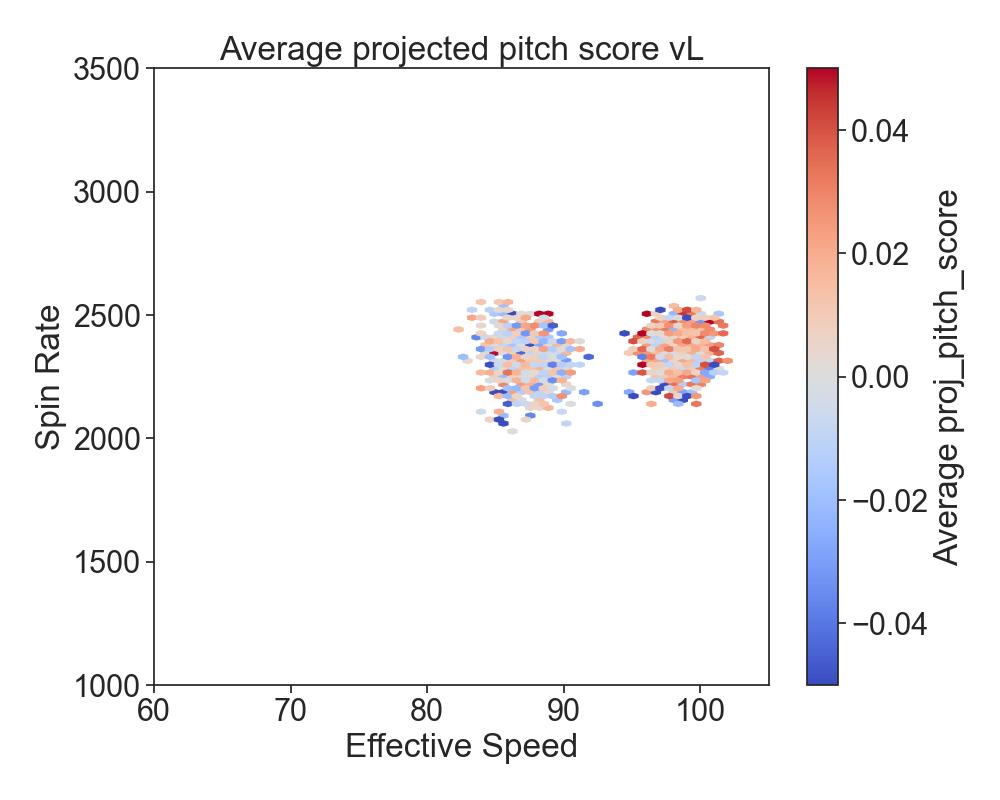 Average projected pitch score vL
3500
3000
2500
2000
1500
1000
Spin Rate
60 70 80 90 100
Effective Speed
0.04
0.02
0.00
−0.02
−0.04
Average proj_pitch_score